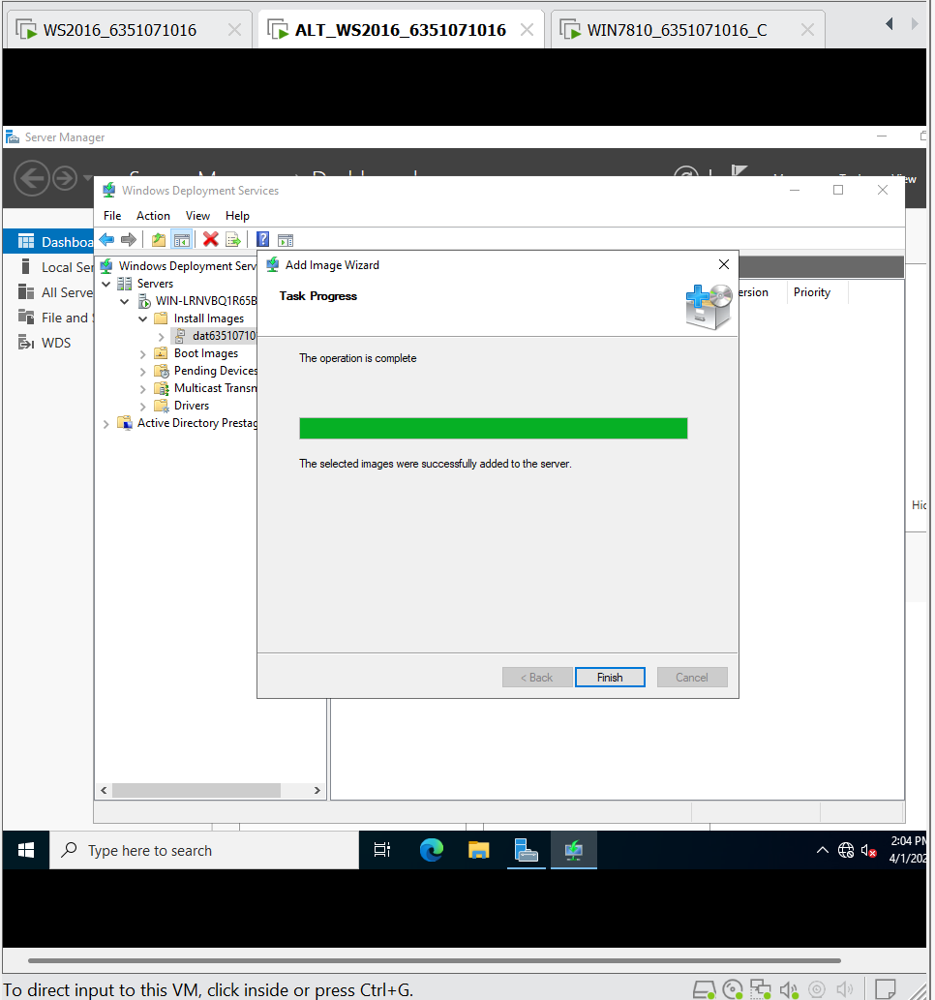 WS2016_6351071016
ALT_WS2016_6351071016
WIN7810_6351071016_C
Server Manager
Windows Deployment Services
File Action View Help
Dashboa
Local Ser
All Serve
File and S
WDS
Windows Deployment Serv
Servers
WIN-LRNVBQ1R65B
Install Images
dat63510710
Boot Images
Pending Devices
Multicast Transn
Drivers
Active Directory Prestag
Add Image Wizard
Task Progress
ersion
Priority
The operation is complete
The selected images were successfully added to the server.
Hid
< Back
Finish
Cancel
Type here to search
2:04 PM
4/1/202
To direct input to this VM, click inside or press Ctrl+G.